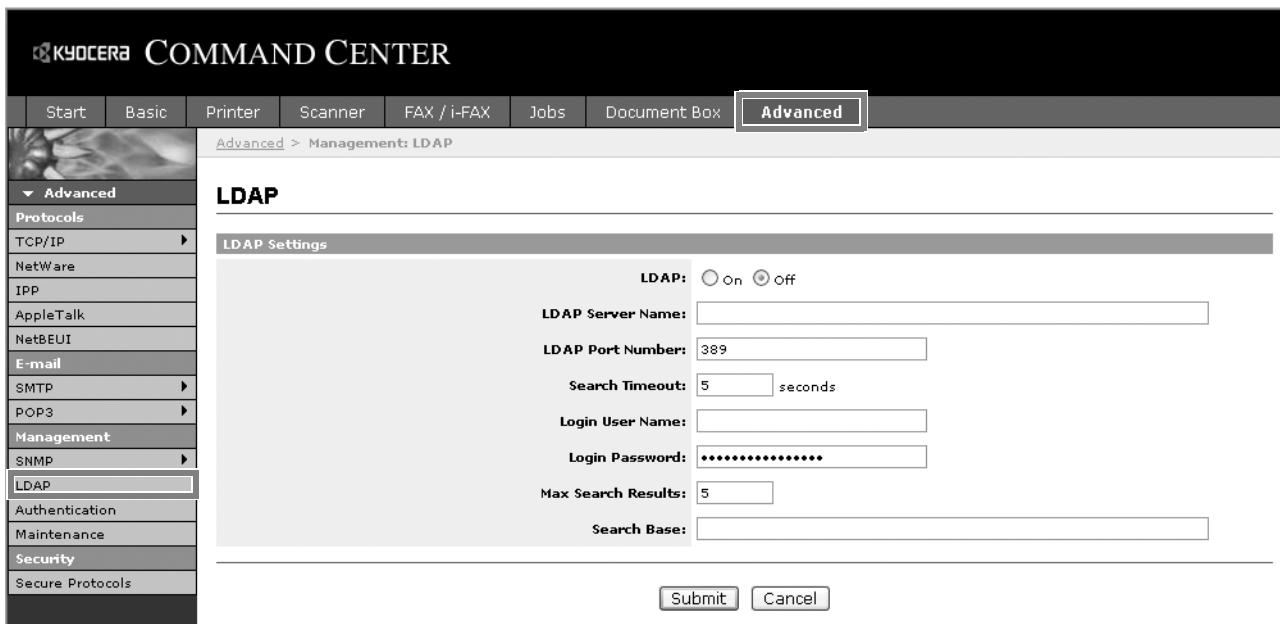 KYOCERA COMMAND CENTER
Start Basic Printer Scanner FAX / i-FAX Jobs Document Box Advanced
Advanced > Management: LDAP
Advanced
Protocols
TCP/IP
NetWare
IPP
AppleTalk
NetBEUI
E-mail
SMTP
POP3
Management
SNMP
LDAP
Authentication
Maintenance
Security
Secure Protocols
LDAP
LDAP Settings
LDAP: On Off
LDAP Server Name:
LDAP Port Number: 389
Search Timeout: 5 seconds
Login User Name:
Login Password: ••••••••••••••••
Max Search Results: 5
Search Base:
Submit Cancel